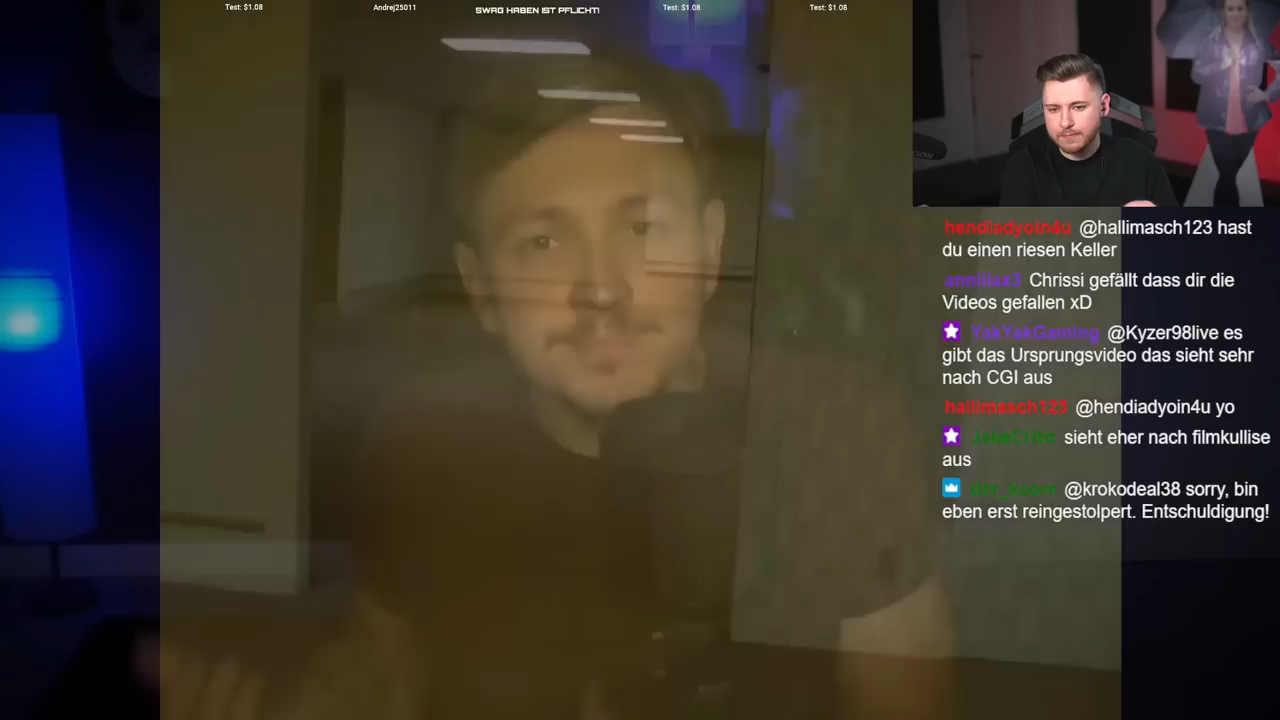 Test: $1.08
Andrej25011
SWAG HABEN IST PFLICHT!
Test: $1.08
Test: $1.08
hendiadyoin4u @hallimasch123 hast
du einen riesen Keller
anniliax3 Chrissi gefällt dass dir die
Videos gefallen xD
YakYakGaming @Kyzer98live es
gibt das Ursprungsvideo das sieht sehr
nach CGI aus
hallimasch123 @hendiadyoin4u yo
sieht eher nach filmkullise
aus
@krokodeal38 sorry, bin
eben erst reingestolpert. Entschuldigung!